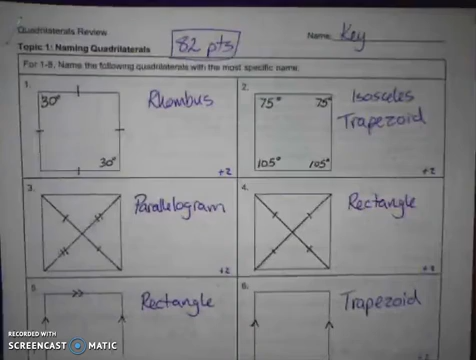 Quadrilaterals Review
82 pts
Name: Key
Topic 1: Naming Quadrilaterals
For 1-8, Name the following quadrilaterals with the most specific name.
1.
30°
30°
Rhombus
+2
2.
75° 75°
105° 105°
Isosceles
Trapezoid
+2
3.
Parallelogram
+2
4.
Rectangle
+2
5.
Rectangle
6.
Trapezoid
RECORDED WITH
SCREENCAST MATIC